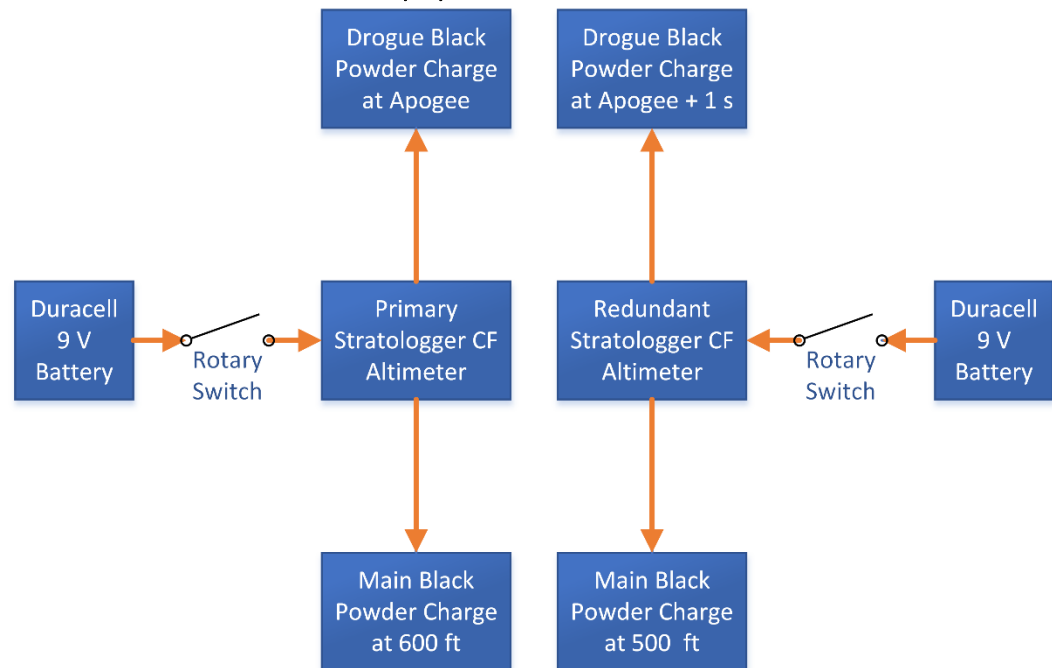 Drogue Black
Powder Charge
at Apogee
Drogue Black
Powder Charge
at Apogee + 1 s
Duracell
9 V
Battery
Rotary
Switch
Primary
Stratologger CF
Altimeter
Redundant
Stratologger CF
Altimeter
Rotary
Switch
Duracell
9 V
Battery
Main Black
Powder Charge
at 600 ft
Main Black
Powder Charge
at 500  ft